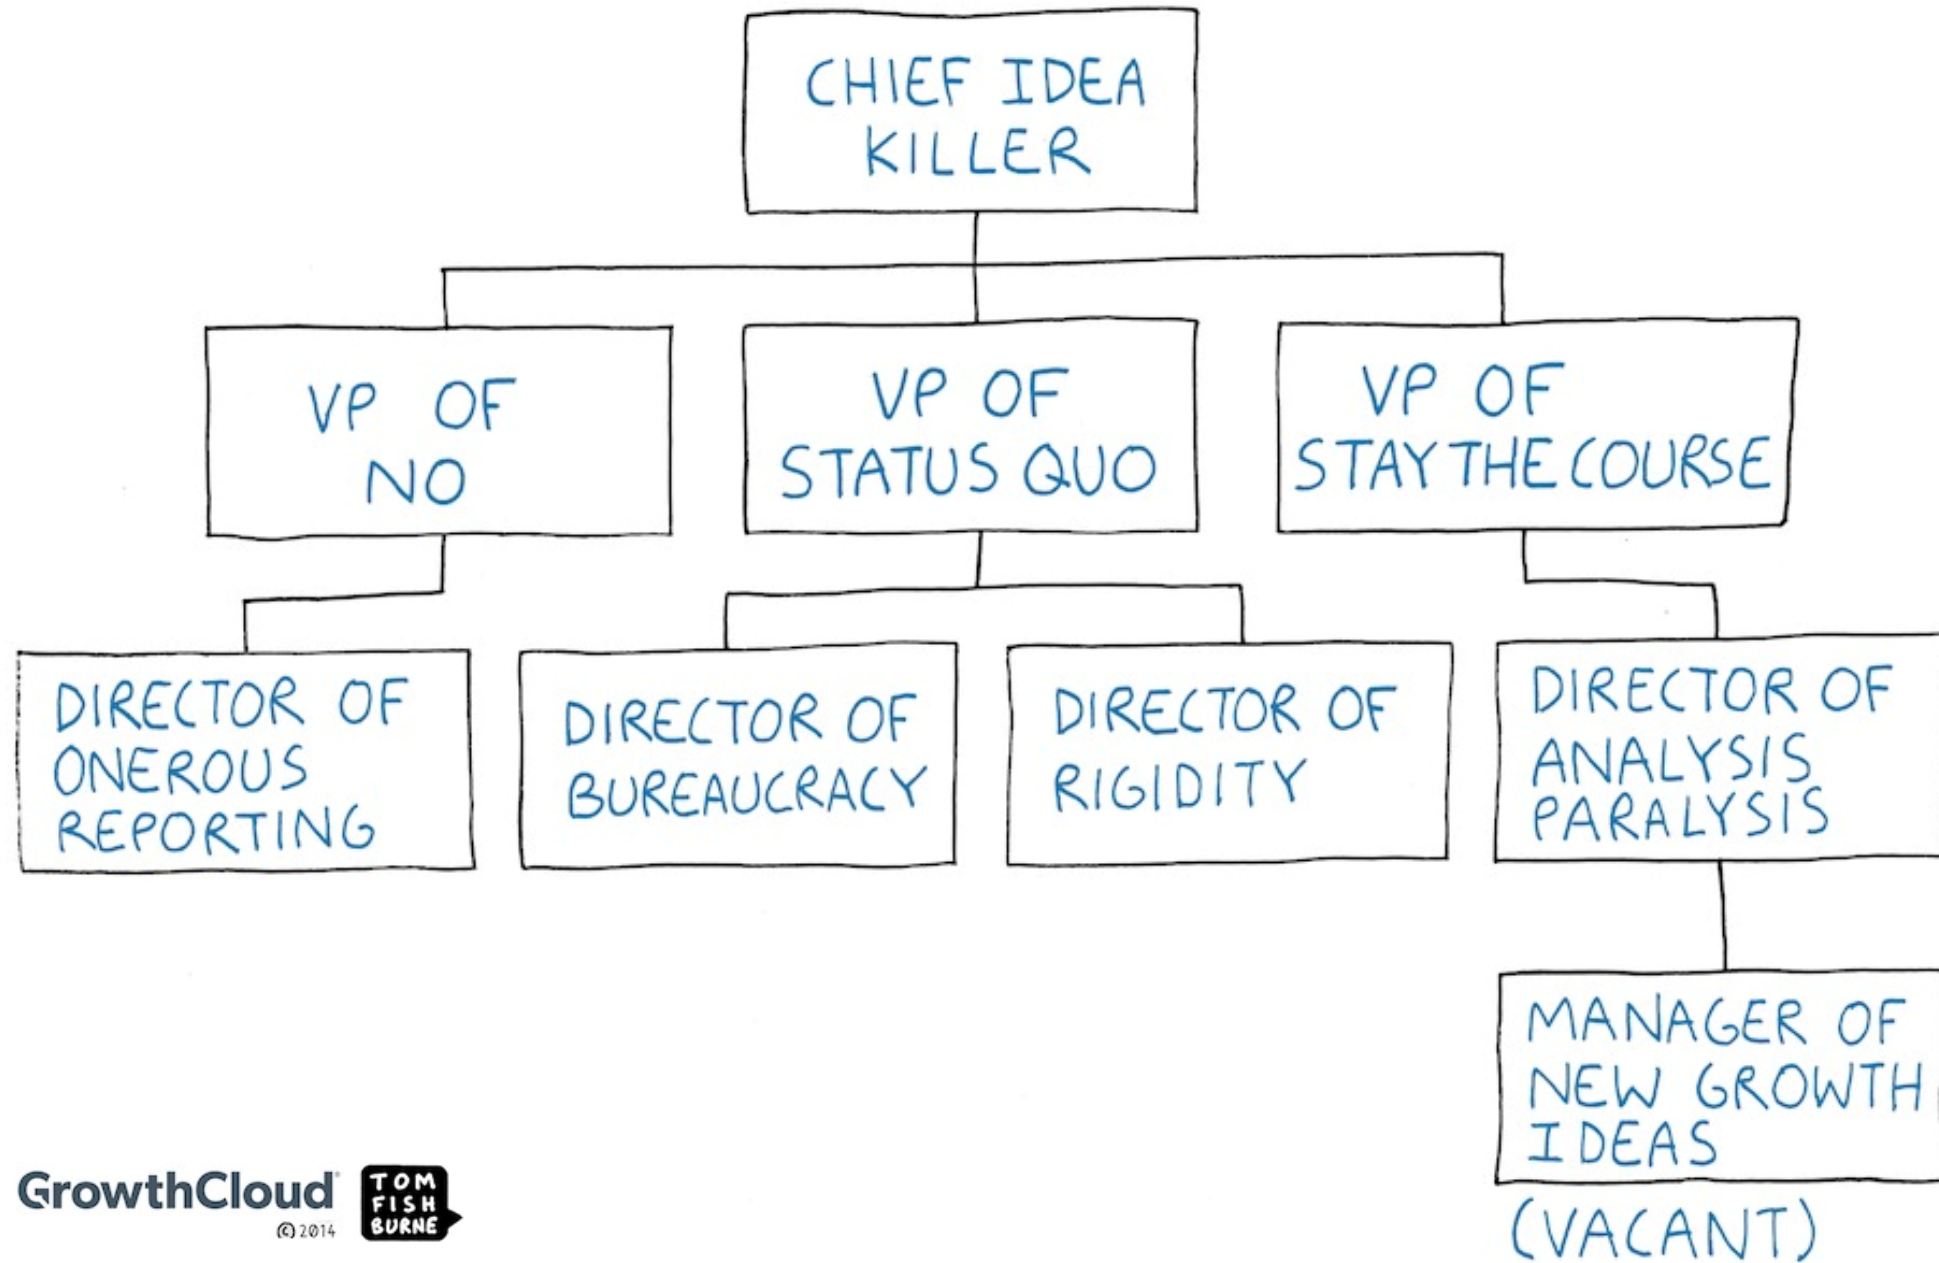 CHIEF IDEA
KILLER
VP OF
NO
VP OF
STATUS QUO
VP OF
STAY THE COURSE
DIRECTOR OF
ONEROUS
REPORTING
DIRECTOR OF
BUREAUCRACY
DIRECTOR OF
RIGIDITY
DIRECTOR OF
ANALYSIS
PARALYSIS
MANAGER OF
NEW GROWTH
IDEAS
(VACANT)
GrowthCloud
© 2014
TOM
FISH
BURNE